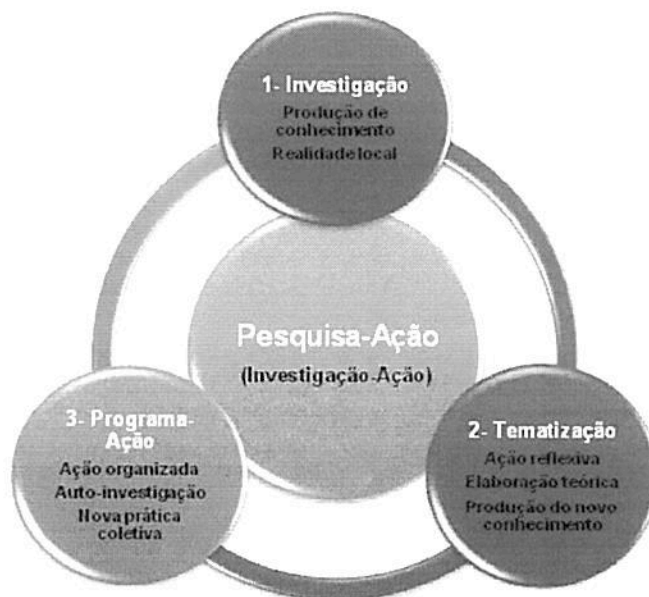 1- Investigação
Produção de
conhecimento
Realidade local
Pesquisa-Ação
(Investigação-Ação)
2- Tematização
Ação reflexiva
Elaboração teórica
Produção do novo
conhecimento
3- Programa-
Ação
Ação organizada
Auto-investigação
Nova prática
coletiva